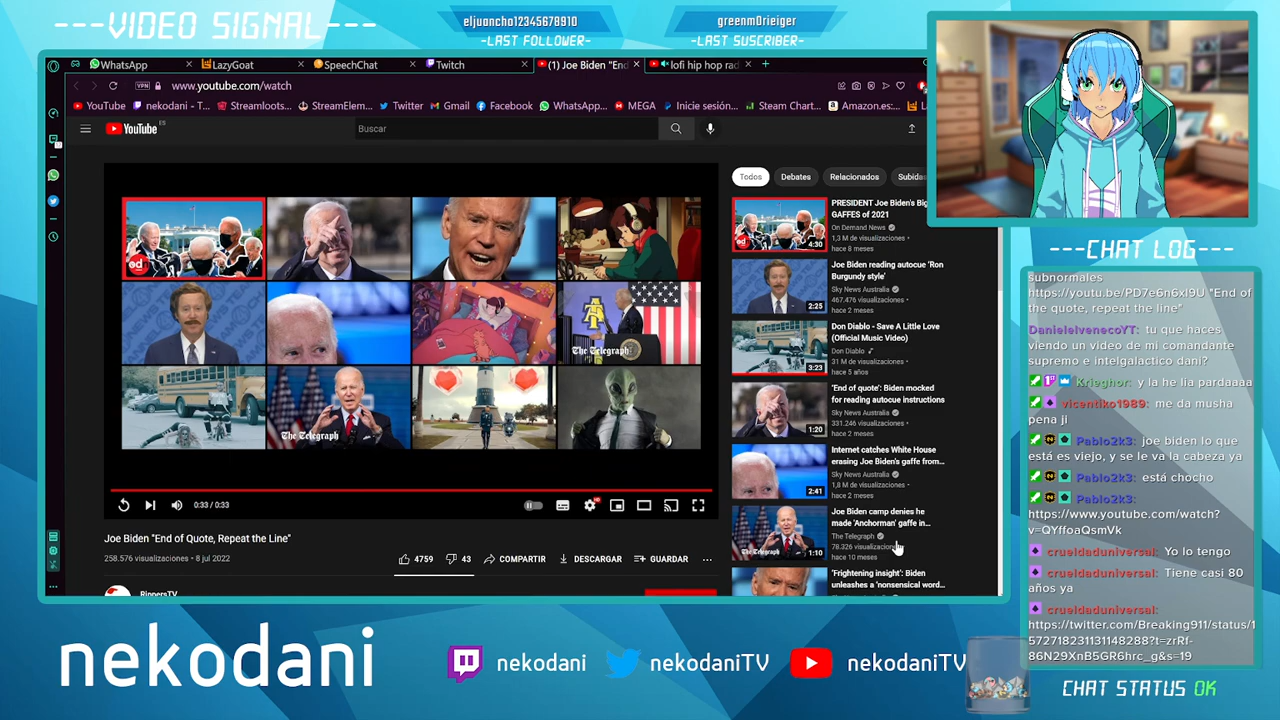 ---VIDEO SIGNAL---
eljuancho12345678910
-LAST FOLLOWER-
greenm0rieiger
-LAST SUSCRIBER-
WhatsApp
LazyGoat
SpeechChat
Twitch
(1) Joe Biden "End
lofi hip hop rad
VPN
www.youtube.com/watch
YouTube
nekodani - T...
Streamloots...
StreamElem...
Twitter
Gmail
Facebook
WhatsApp...
MEGA
Inicie sesión...
Steam Chart...
Amazon.es:...
YouTube ES
Buscar
Todos
Debates
Relacionados
Subida
The Telegraph
The Telegraph
0:33 / 0:33
HD
Joe Biden "End of Quote, Repeat the Line"
258.576 visualizaciones • 8 jul 2022
4759
43
COMPARTIR
DESCARGAR
GUARDAR
RippersTV
4:30
PRESIDENT Joe Biden's Big
GAFFES of 2021
On Demand News
1,3 M de visualizaciones •
hace 8 meses
2:25
Joe Biden reading autocue 'Ron
Burgundy style'
Sky News Australia
467.476 visualizaciones •
hace 2 meses
3:23
Don Diablo - Save A Little Love
(Official Music Video)
Don Diablo
31 M de visualizaciones •
hace 5 años
1:20
'End of quote': Biden mocked
for reading autocue instructions
Sky News Australia
331.246 visualizaciones •
hace 2 meses
2:41
Internet catches White House
erasing Joe Biden's gaffe from...
Sky News Australia
1,8 M de visualizaciones •
hace 2 meses
The Telegraph
1:10
Joe Biden camp denies he
made 'Anchorman' gaffe in...
The Telegraph
78.326 visualizaciones
hace 10 meses
'Frightening insight': Biden
unleashes a 'nonsensical word...
---CHAT LOG---
subnormales
https://youtu.be/PD7e6n6xI9U "End of
the quote, repeat the line"
DanielelvenecoYT: tu que haces
viendo un video de mi comandante
supremo e intelgalactico dani?
Krieghor: y la he lia pardaaaa
vicentiko1989: me da musha
pena ji
Pablo2k3: joe biden lo que
está es viejo, y se le va la cabeza ya
Pablo2k3: está chocho
Pablo2k3:
https://www.youtube.com/watch?
v=QYffoaQsmVk
crueldaduniversal: Yo lo tengo
crueldaduniversal: Tiene casi 80
años ya
crueldaduniversal:
https://twitter.com/Breaking911/status/1
572718231131148288?t=zrRf-
86N29XnB5GR6hrc_g&s=19
CHAT STATUS OK
nekodani
nekodani
nekodaniTV
nekodaniTV